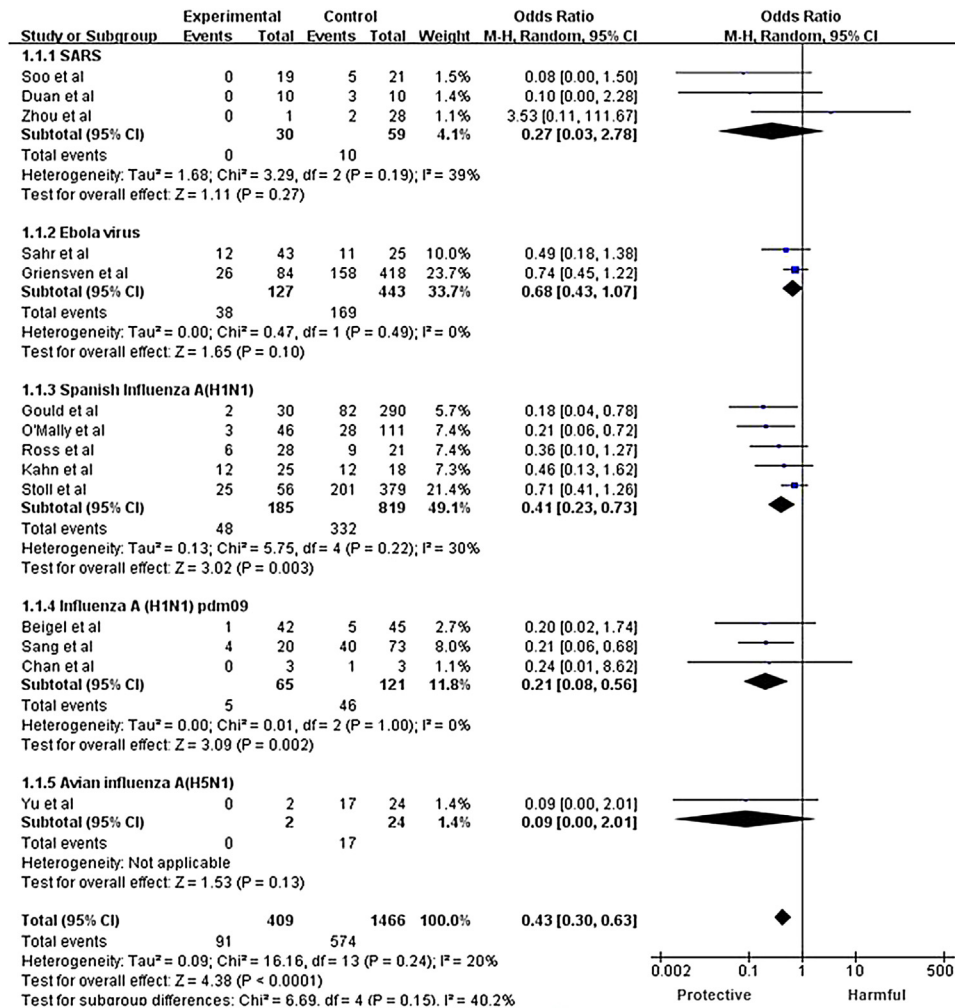 Experimental Control Odds Ratio Odds Ratio
Study or Subgroup Events Total Events Total Weight M-H, Random, 95% CI M-H, Random, 95% CI
1.1.1 SARS
Soo et al 0 19 5 21 1.5% 0.08 [0.00, 1.50]
Duan et al 0 10 3 10 1.4% 0.10 [0.00, 2.28]
Zhou et al 0 1 2 28 1.1% 3.53 [0.11, 111.67]
Subtotal (95% CI) 30 59 4.1% 0.27 [0.03, 2.78]
Total events 0 10
Heterogeneity: Tau² = 1.68; Chi² = 3.29, df = 2 (P = 0.19); I² = 39%
Test for overall effect: Z = 1.11 (P = 0.27)
1.1.2 Ebola virus
Sahr et al 12 43 11 25 10.0% 0.49 [0.18, 1.38]
Griensven et al 26 84 158 418 23.7% 0.74 [0.45, 1.22]
Subtotal (95% CI) 127 443 33.7% 0.68 [0.43, 1.07]
Total events 38 169
Heterogeneity: Tau² = 0.00; Chi² = 0.47, df = 1 (P = 0.49); I² = 0%
Test for overall effect: Z = 1.65 (P = 0.10)
1.1.3 Spanish Influenza A(H1N1)
Gould et al 2 30 82 290 5.7% 0.18 [0.04, 0.78]
O'Mally et al 3 46 28 111 7.4% 0.21 [0.06, 0.72]
Ross et al 6 28 9 21 7.4% 0.36 [0.10, 1.27]
Kahn et al 12 25 12 18 7.3% 0.46 [0.13, 1.62]
Stoll et al 25 56 201 379 21.4% 0.71 [0.41, 1.26]
Subtotal (95% CI) 185 819 49.1% 0.41 [0.23, 0.73]
Total events 48 332
Heterogeneity: Tau² = 0.13; Chi² = 5.75, df = 4 (P = 0.22); I² = 30%
Test for overall effect: Z = 3.02 (P = 0.003)
1.1.4 Influenza A (H1N1) pdm09
Beigel et al 1 42 5 45 2.7% 0.20 [0.02, 1.74]
Sang et al 4 20 40 73 8.0% 0.21 [0.06, 0.68]
Chan et al 0 3 1 3 1.1% 0.24 [0.01, 8.62]
Subtotal (95% CI) 65 121 11.8% 0.21 [0.08, 0.56]
Total events 5 46
Heterogeneity: Tau² = 0.00; Chi² = 0.01, df = 2 (P = 1.00); I² = 0%
Test for overall effect: Z = 3.09 (P = 0.002)
1.1.5 Avian influenza A(H5N1)
Yu et al 0 2 17 24 1.4% 0.09 [0.00, 2.01]
Subtotal (95% CI) 2 24 1.4% 0.09 [0.00, 2.01]
Total events 0 17
Heterogeneity: Not applicable
Test for overall effect: Z = 1.53 (P = 0.13)
Total (95% CI) 409 1466 100.0% 0.43 [0.30, 0.63]
Total events 91 574
Heterogeneity: Tau² = 0.09; Chi² = 16.16, df = 13 (P = 0.24); I² = 20%
Test for overall effect: Z = 4.38 (P < 0.0001)
Test for subgroup differences: Chi² = 6.69, df = 4 (P = 0.15), I² = 40.2%
0.002 0.1 1 10 500
Protective Harmful